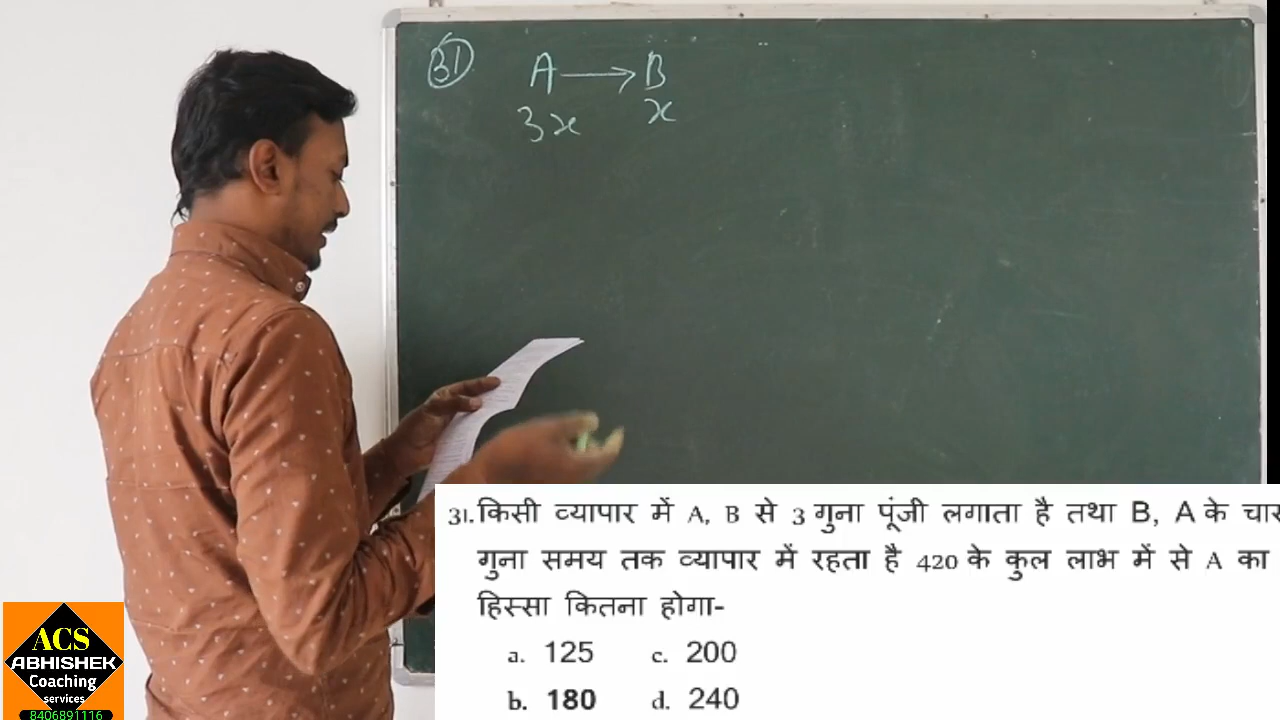 31
A → B
3x x
31. किसी व्यापार में A, B से 3 गुना पूंजी लगाता है तथा B, A के चार
गुना समय तक व्यापार में रहता है 420 के कुल लाभ में से A का
हिस्सा कितना होगा-
a. 125 c. 200
b. 180 d. 240
ACS
ABHISHEK
Coaching
services
8406891116